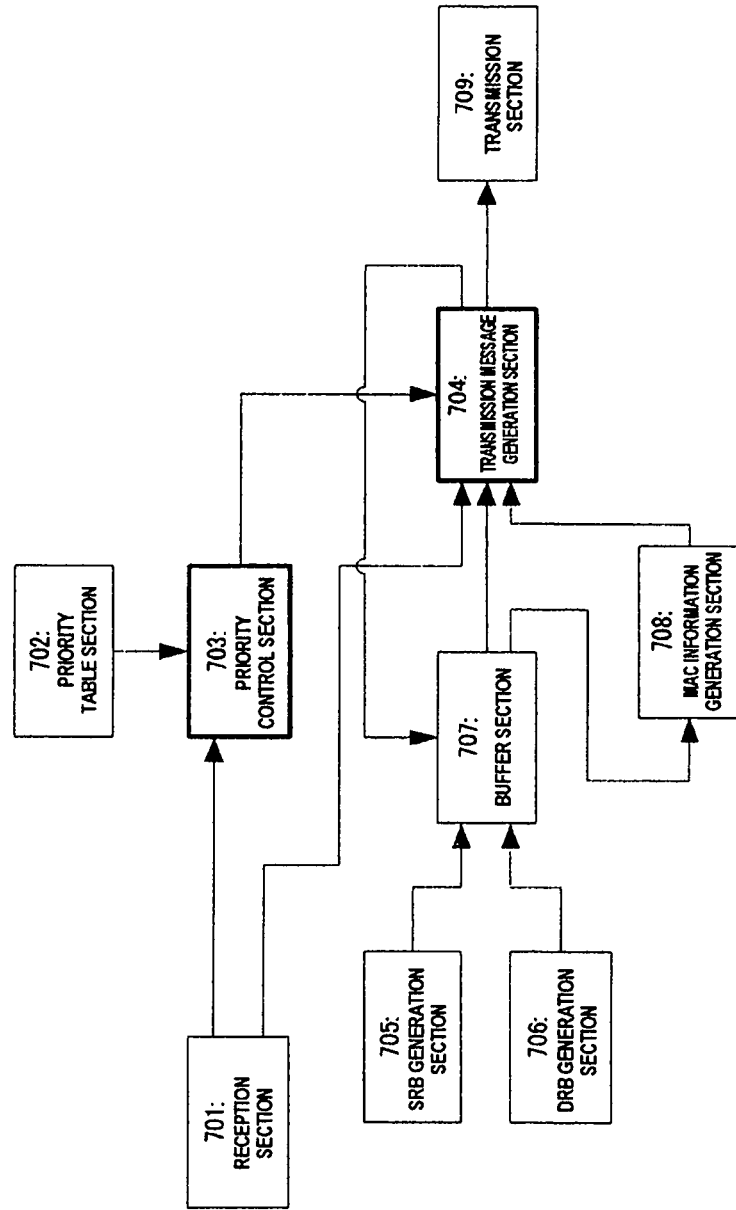 701:
RECEPTION
SECTION
702:
PRIORITY
TABLE SECTION
703:
PRIORITY
CONTROL SECTION
704:
TRANSMISSION MESSAGE
GENERATION SECTION
705:
SRB GENERATION
SECTION
706:
DRB GENERATION
SECTION
707:
BUFFER SECTION
708:
MAC INFORMATION
GENERATION SECTION
709:
TRANSMISSION
SECTION